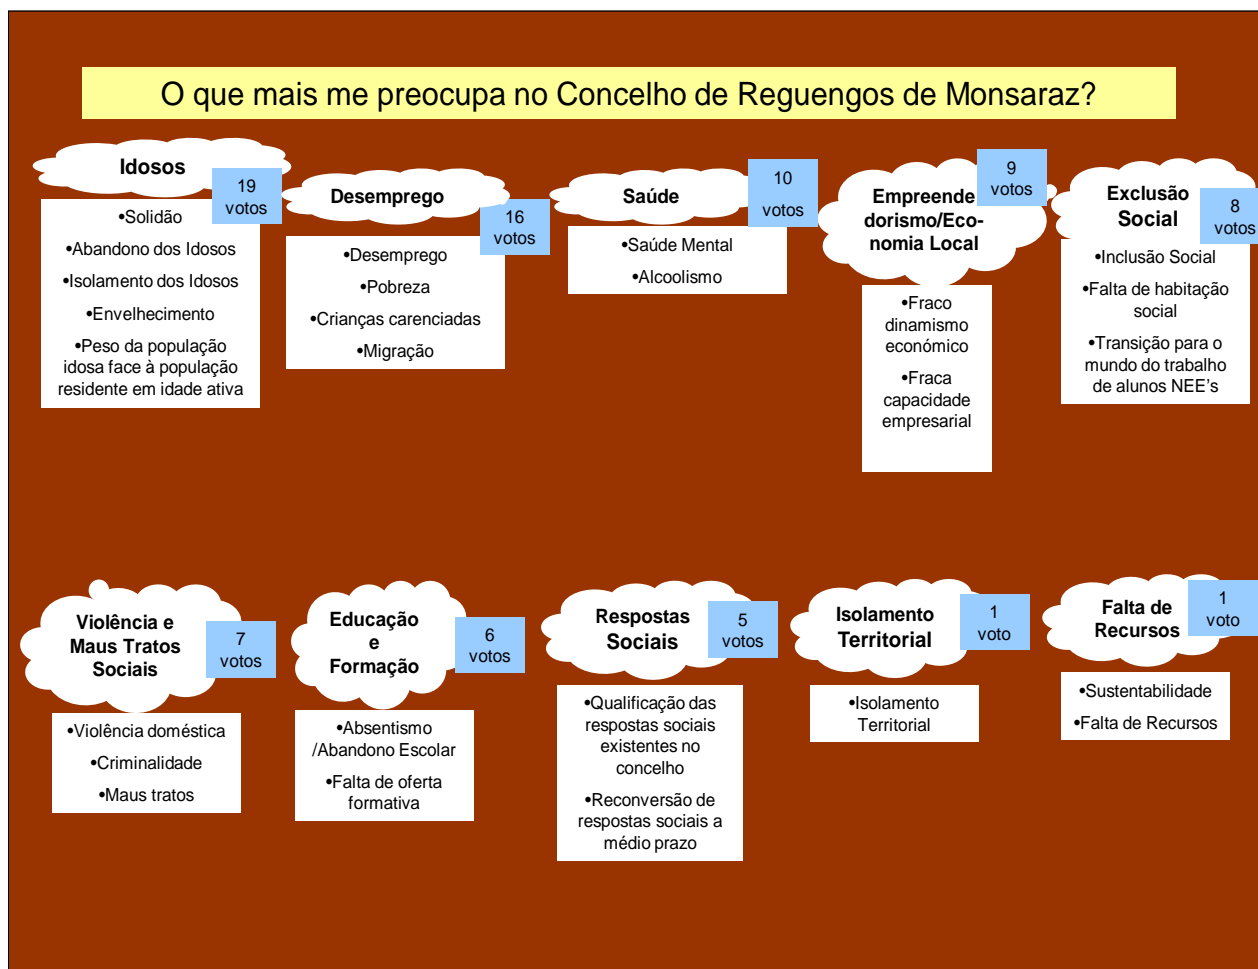 O que mais me preocupa no Concelho de Reguengos de Monsaraz?
Idosos
19
votos
•Solidão
•Abandono dos Idosos
•Isolamento dos Idosos
•Envelhecimento
•Peso da população
idosa face à população
residente em idade ativa
Desemprego
16
votos
•Desemprego
•Pobreza
•Crianças carenciadas
•Migração
Saúde
10
votos
•Saúde Mental
•Alcoolismo
Empreende
dorismo/Eco-
nomia Local
9
votos
•Fraco
dinamismo
económico
•Fraca
capacidade
empresarial
Exclusão
Social
8
votos
•Inclusão Social
•Falta de habitação
social
•Transição para o
mundo do trabalho
de alunos NEE's
Violência e
Maus Tratos
Sociais
7
votos
•Violência doméstica
•Criminalidade
•Maus tratos
Educação
e
Formação
6
votos
•Absentismo
/Abandono Escolar
•Falta de oferta
formativa
Respostas
Sociais
5
votos
•Qualificação das
respostas sociais
existentes no
concelho
•Reconversão de
respostas sociais a
médio prazo
Isolamento
Territorial
1
voto
•Isolamento
Territorial
Falta de
Recursos
1
voto
•Sustentabilidade
•Falta de Recursos